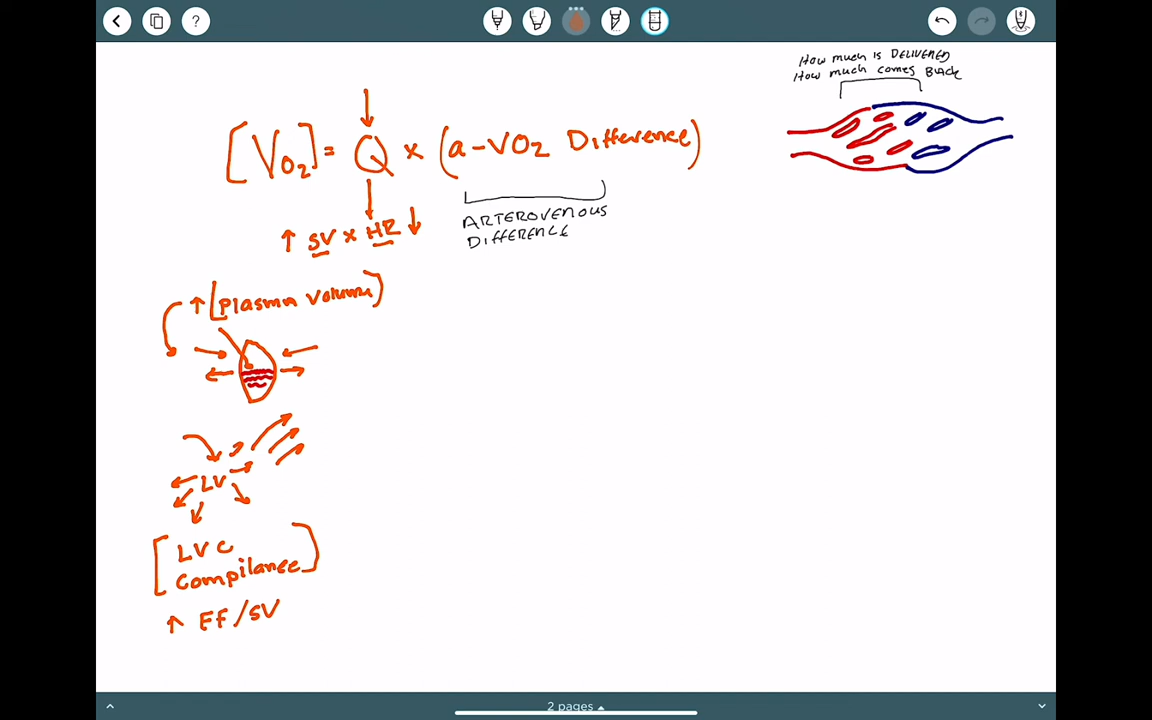 ?
How much is DELIVERED
How much comes BACK
[VO2] = Q x (a-VO2 Difference)
↑ SV x HR ↓
ARTEROVENOUS
DIFFERENCE
↑ [plasma volume]
LV
[LVC
Compilance]
↑ EF/SV
2 pages